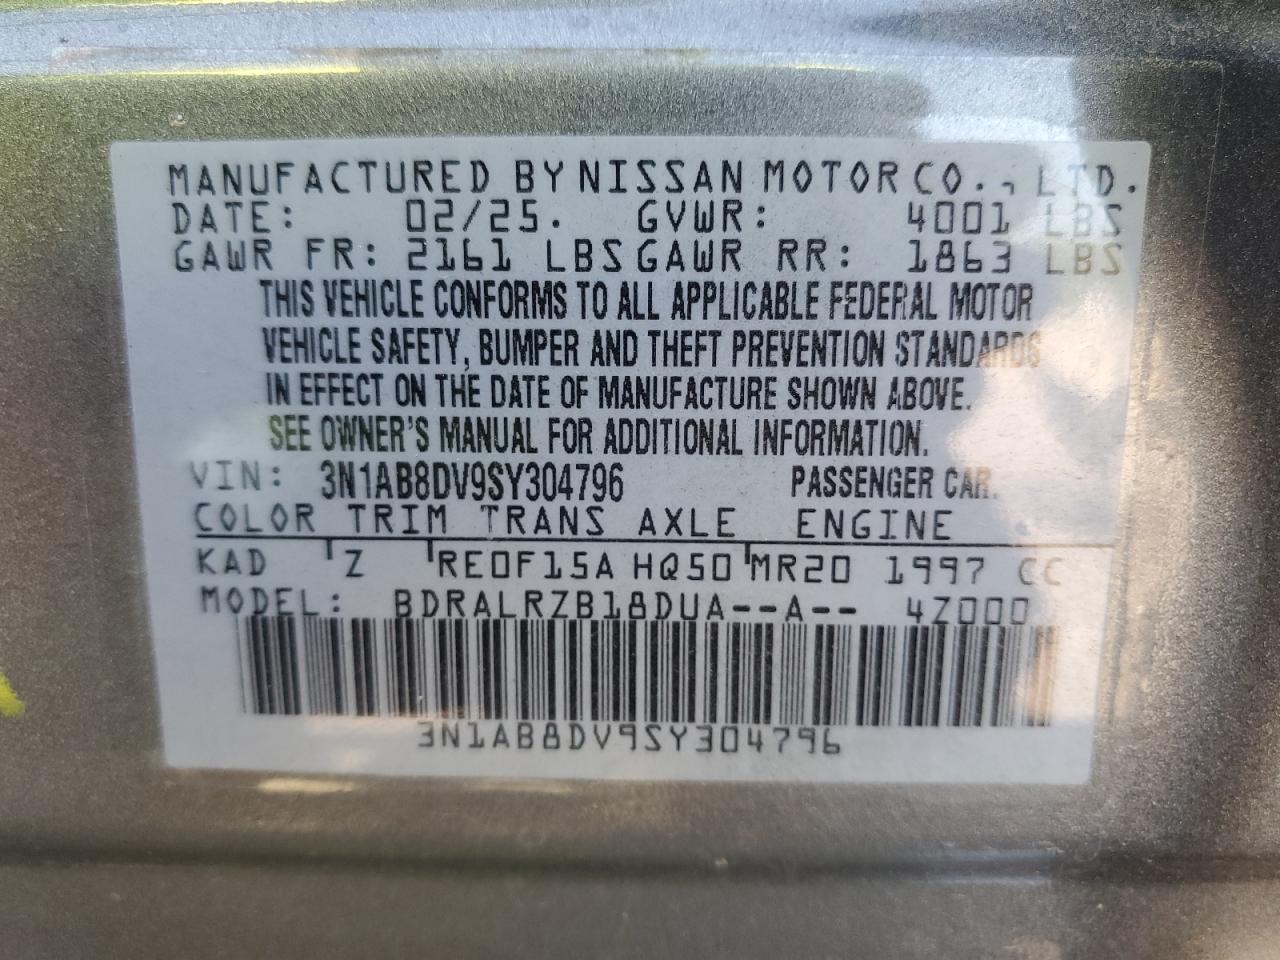 MANUFACTURED BY NISSAN MOTOR CO., LTD.
DATE: 02/25. GVWR: 4001 LBS
GAWR FR: 2161 LBS GAWR RR: 1863 LBS
THIS VEHICLE CONFORMS TO ALL APPLICABLE FEDERAL MOTOR
VEHICLE SAFETY, BUMPER AND THEFT PREVENTION STANDARDS
IN EFFECT ON THE DATE OF MANUFACTURE SHOWN ABOVE.
SEE OWNER'S MANUAL FOR ADDITIONAL INFORMATION.
VIN: 3N1AB8DV9SY304796 PASSENGER CAR.
COLOR TRIM TRANS AXLE ENGINE
KAD Z RE0F15A HQ50 MR20 1997 CC
MODEL: BDRALRZB18DUA--A-- 4Z000
3N1AB8DV9SY304796